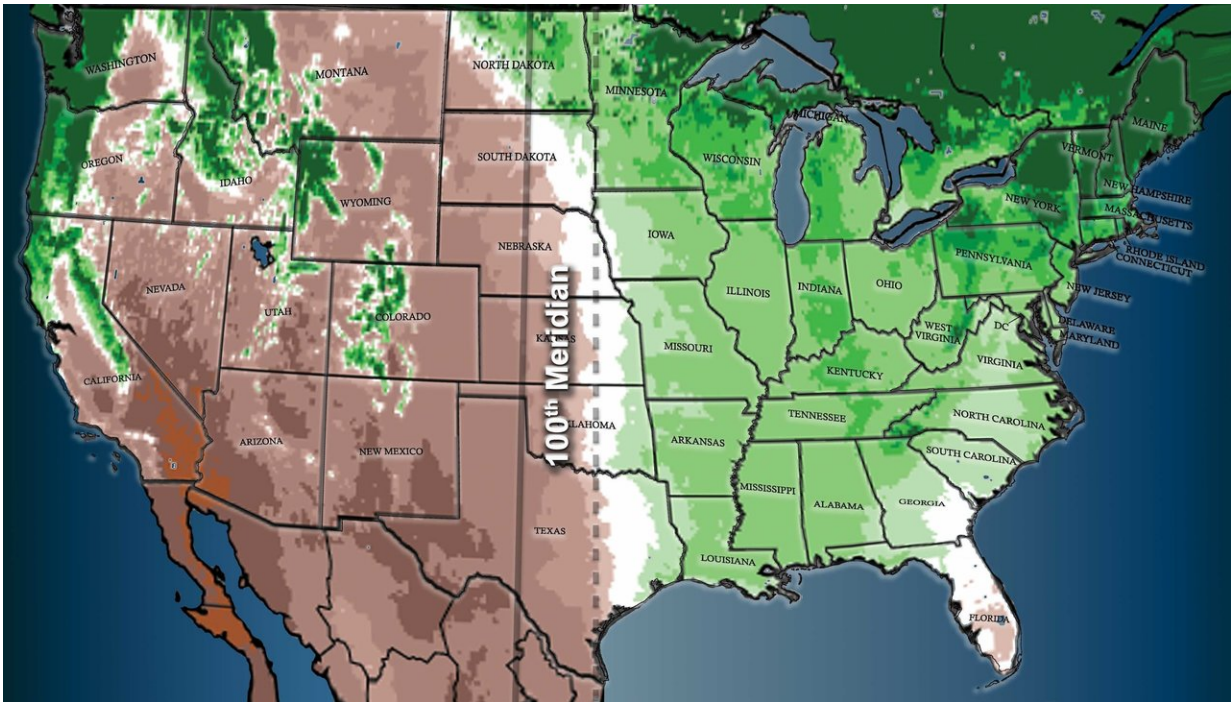 WASHINGTON
MONTANA
NORTH DAKOTA
MINNESOTA
MICHIGAN
MAINE
OREGON
IDAHO
WYOMING
SOUTH DAKOTA
WISCONSIN
VERMONT
NEW HAMPSHIRE
NEW YORK
MASSACHUSETTS
RHODE ISLAND
CONNECTICUT
NEVADA
UTAH
COLORADO
NEBRASKA
IOWA
ILLINOIS
INDIANA
OHIO
PENNSYLVANIA
NEW JERSEY
100th Meridian
KANSAS
MISSOURI
WEST
VIRGINIA
DC
DELAWARE
MARYLAND
VIRGINIA
KENTUCKY
CALIFORNIA
ARIZONA
NEW MEXICO
OKLAHOMA
ARKANSAS
TENNESSEE
NORTH CAROLINA
SOUTH CAROLINA
TEXAS
LOUISIANA
MISSISSIPPI
ALABAMA
GEORGIA
FLORIDA